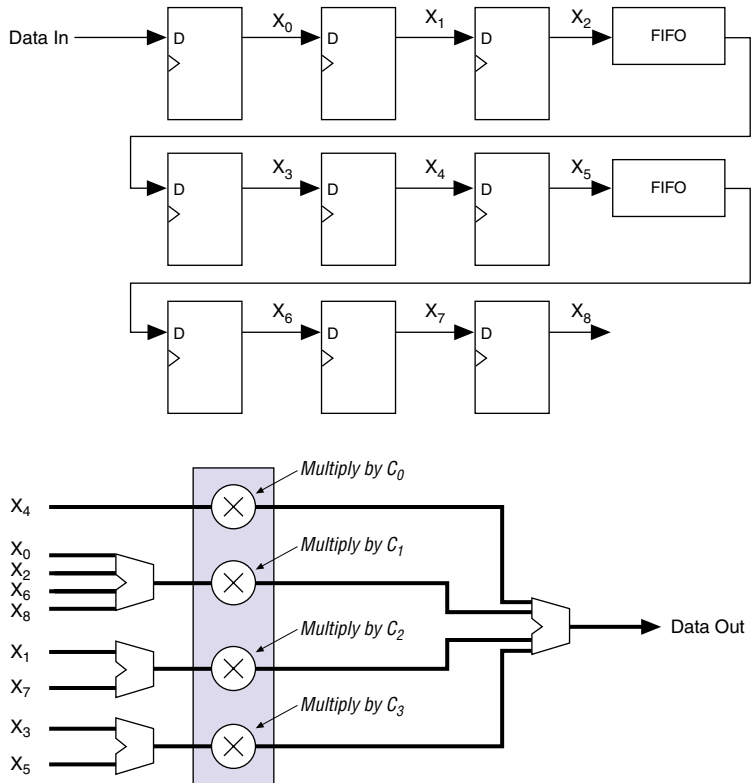 X0 X1 X2
Data In D D D FIFO
X3 X4 X5
D D D FIFO
X6 X7 X8
D D D
Multiply by C0
X4
Multiply by C1
X0
X2
X6
X8
Multiply by C2
Data Out
X1
X7
Multiply by C3
X3
X5